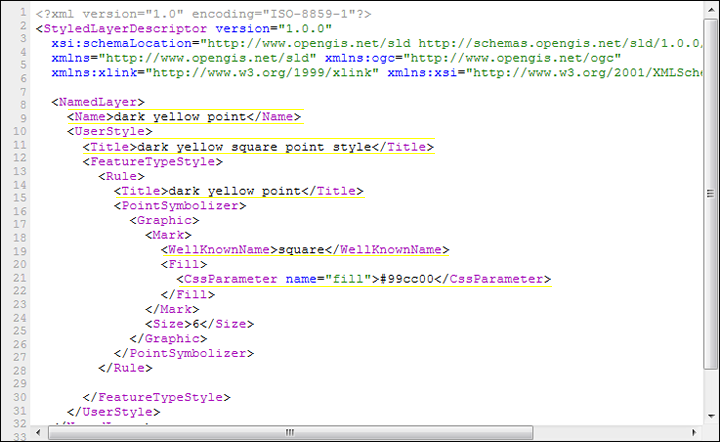 1 <?xml version="1.0" encoding="ISO-8859-1"?>
2 <StyledLayerDescriptor version="1.0.0"
3 xsi:schemaLocation="http://www.opengis.net/sld http://schemas.opengis.net/sld/1.0.0/
4 xmlns="http://www.opengis.net/sld" xmlns:ogc="http://www.opengis.net/ogc"
5 xmlns:xlink="http://www.w3.org/1999/xlink" xmlns:xsi="http://www.w3.org/2001/XMLSche
6
7
8 <NamedLayer>
9 <Name>dark yellow point</Name>
10 <UserStyle>
11 <Title>dark yellow square point style</Title>
12 <FeatureTypeStyle>
13 <Rule>
14 <Title>dark yellow point</Title>
15 <PointSymbolizer>
16 <Graphic>
17 <Mark>
18 <WellKnownName>square</WellKnownName>
19 <Fill>
20 <CssParameter name="fill">#99cc00</CssParameter>
21 </Fill>
22 </Mark>
23 <Size>6</Size>
24 </Graphic>
25 </PointSymbolizer>
26 </Rule>
27
28 </FeatureTypeStyle>
29 </UserStyle>
30 </NamedLayer>
31
32
33